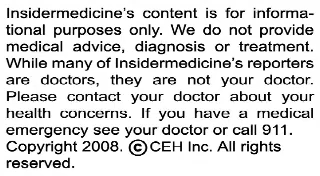 Insidermedicine's content is for informa-
tional purposes only. We do not provide
medical advice, diagnosis or treatment.
While many of Insidermedicine's reporters
are doctors, they are not your doctor.
Please contact your doctor about your
health concerns. If you have a medical
emergency see your doctor or call 911.
Copyright 2008. ©CEH Inc. All rights
reserved.